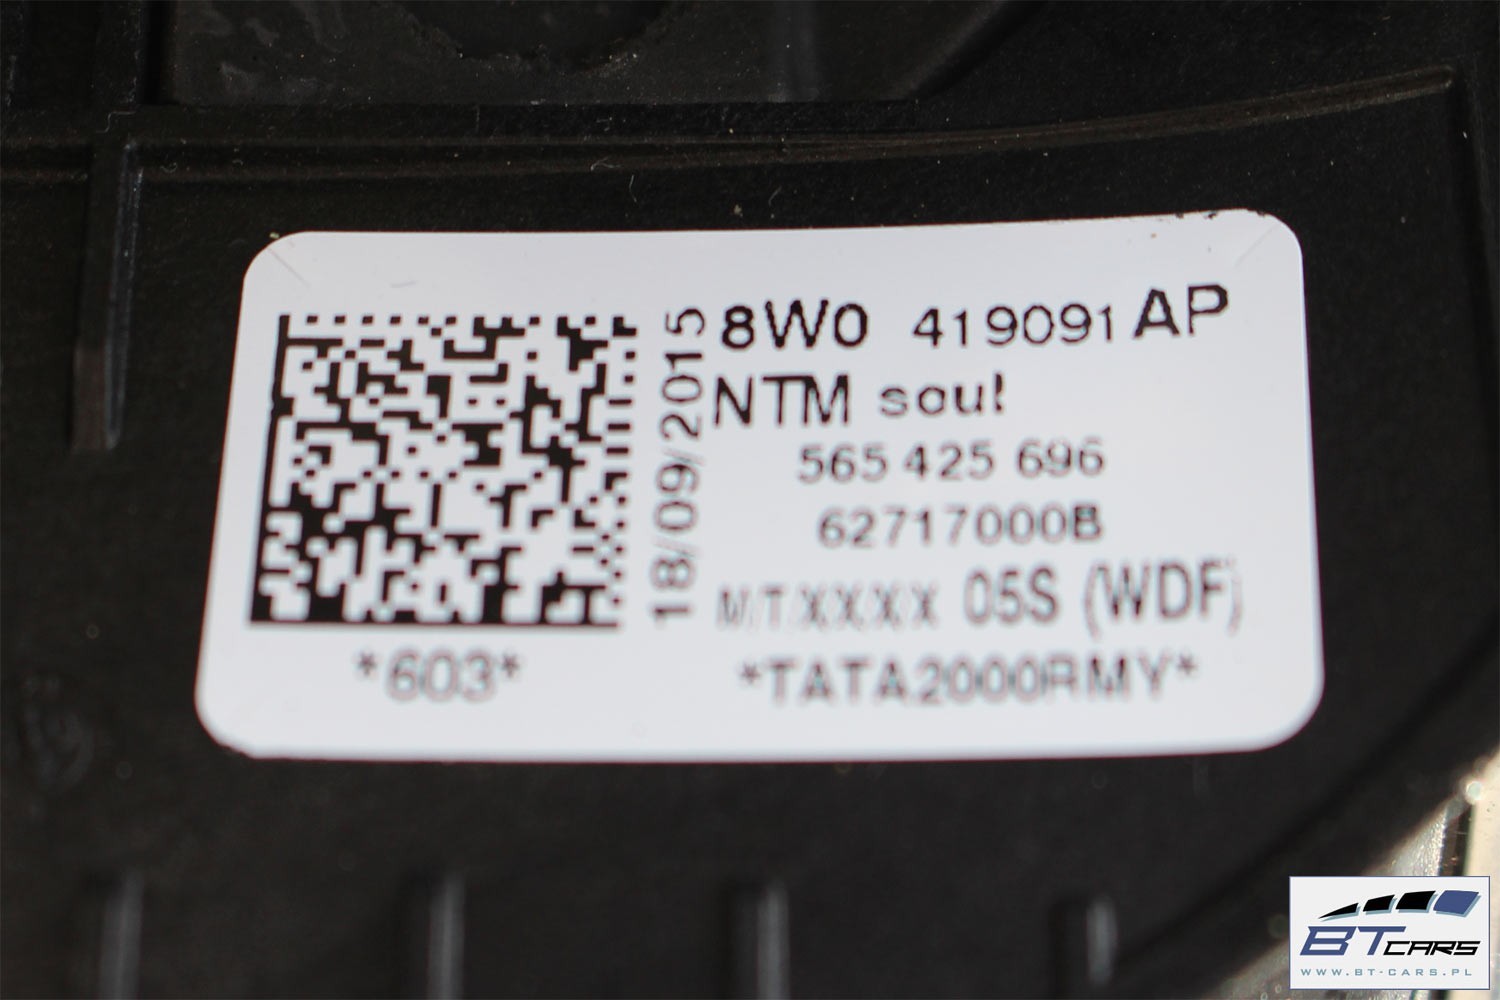 8W0 419091 AP
NTM soul
565 425 696
62717000B
M/T.XXXX 05S (WDF)
*TATA2000RMY*
18/09/2015
*603*
BT CARS
WWW.BT-CARS.PL